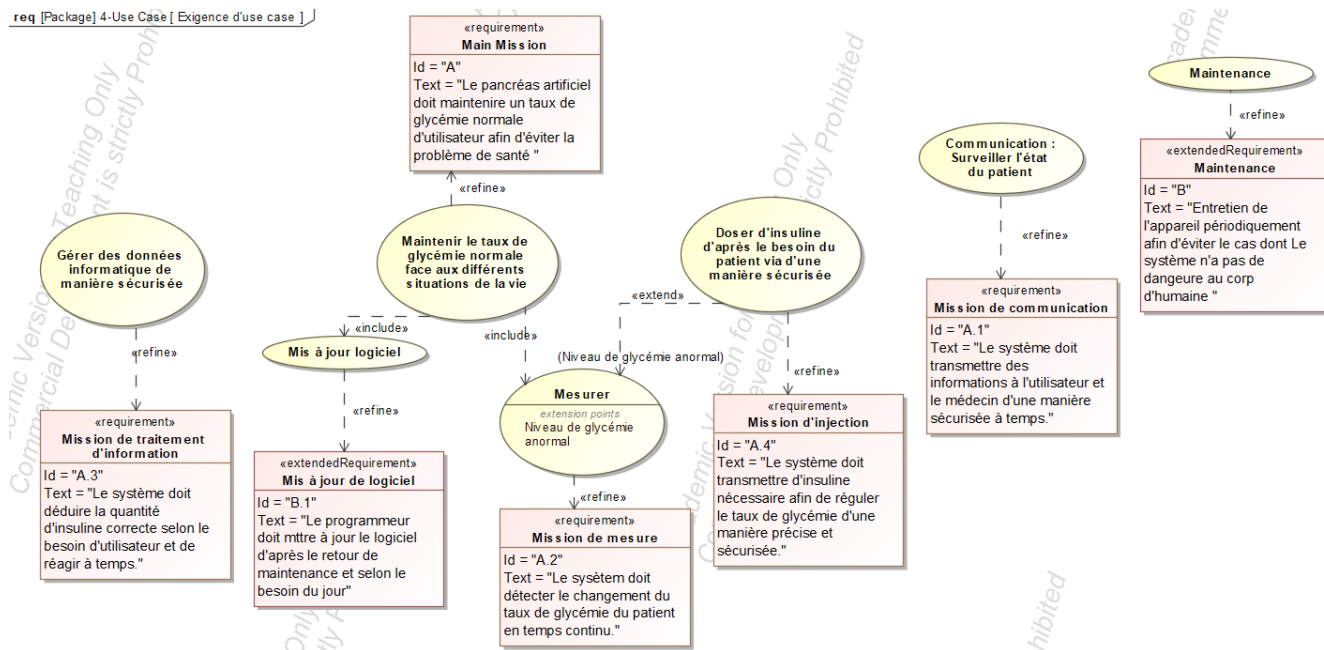 req [Package] 4-Use Case [ Exigence d'use case ]
«requirement»
Main Mission
Id = "A"
Text = "Le pancréas artificiel
doit maintenire un taux de
glycémie normale
d'utilisateur afin d'éviter la
problème de santé "
«refine»
Maintenance
«refine»
«extendedRequirement»
Maintenance
Id = "B"
Text = "Entretien de
l'appareil périodiquement
afin d'éviter le cas dont Le
système n'a pas de
dangeure au corp
d'humaine "
Communication :
Surveiller l'état
du patient
«refine»
«requirement»
Mission de communication
Id = "A.1"
Text = "Le système doit
transmettre des
informations à l'utilisateur et
le médecin d'une manière
sécurisée à temps."
Gérer des données
informatique de
manière sécurisée
«refine»
«requirement»
Mission de traitement
d'information
Id = "A.3"
Text = "Le système doit
déduire la quantité
d'insuline correcte selon le
besoin d'utilisateur et de
réagir à temps."
Maintenir le taux de
glycémie normale
face aux différents
situations de la vie
«include»
«include»
Mis à jour logiciel
«refine»
«extendedRequirement»
Mis à jour de logiciel
Id = "B.1"
Text = "Le programmeur
doit mttre à jour le logiciel
d'après le retour de
maintenance et selon le
besoin du jour"
Doser d'insuline
d'après le besoin du
patient via d'une
manière sécurisée
«extend»
(Niveau de glycémie anormal)
Mesurer
extension points
Niveau de glycémie
anormal
«refine»
«requirement»
Mission de mesure
Id = "A.2"
Text = "Le sysètem doit
détecter le changement du
taux de glycémie du patient
en temps continu."
«refine»
«requirement»
Mission d'injection
Id = "A.4"
Text = "Le système doit
transmettre d'insuline
nécessaire afin de réguler
le taux de glycémie d'une
manière précise et
sécurisée."